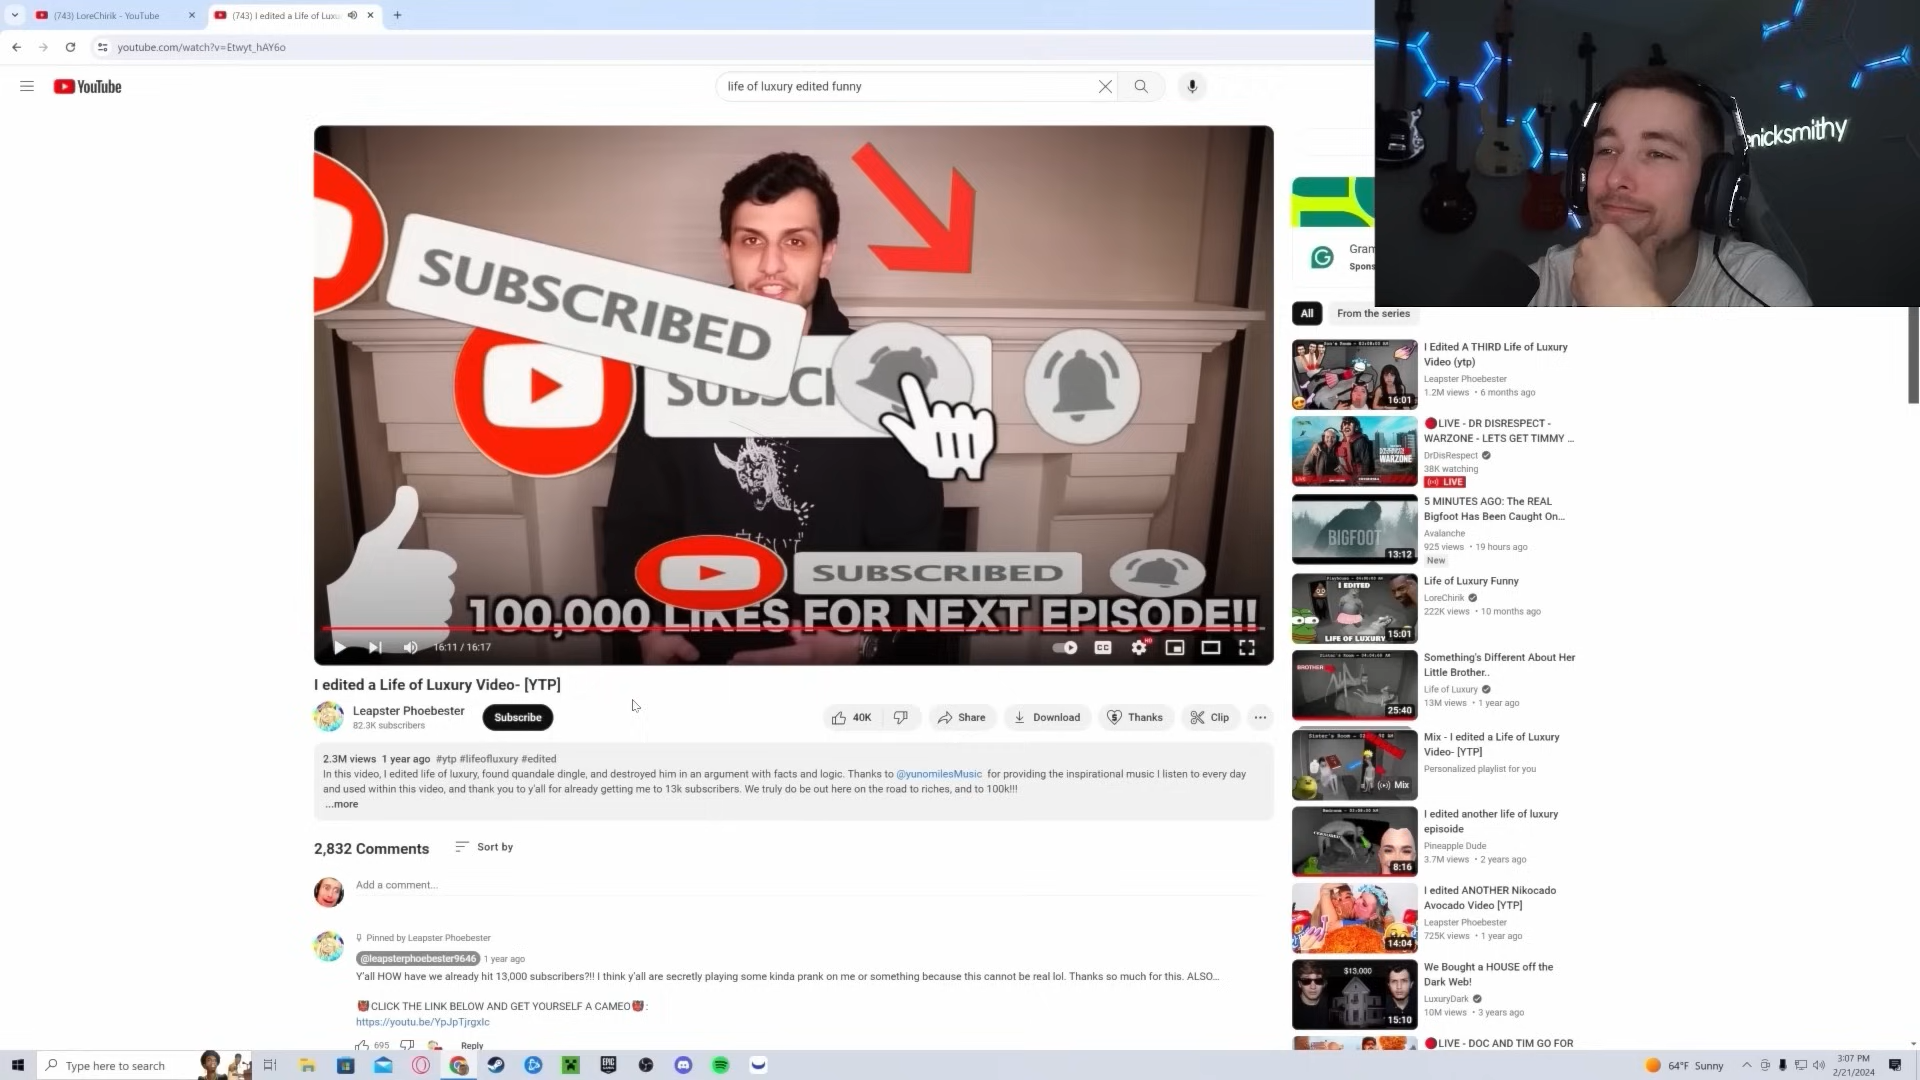 (743) LoreChirik - YouTube
(743) I edited a Life of Luxu
youtube.com/watch?v=Etwyt_hAY6o
YouTube
life of luxury edited funny
nicksmithy
SUBSCRIBED
SUBSCRI
SUBSCRIBED
100,000 LIKES FOR NEXT EPISODE!!
16:11 / 16:17
CC
HD
I edited a Life of Luxury Video- [YTP]
Leapster Phoebester
82.3K subscribers
Subscribe
40K
Share
Download
Thanks
Clip
2.3M views 1 year ago #ytp #lifeofluxury #edited
In this video, I edited life of luxury, found quandale dingle, and destroyed him in an argument with facts and logic. Thanks to @yunomilesMusic for providing the inspirational music I listen to every day
and used within this video, and thank you to y'all for already getting me to 13k subscribers. We truly do be out here on the road to riches, and to 100k!!!
...more
2,832 Comments
Sort by
Add a comment...
Pinned by Leapster Phoebester
@leapsterphoebester9646 1 year ago
Y'all HOW have we already hit 13,000 subscribers?!! I think y'all are secretly playing some kinda prank on me or something because this cannot be real lol. Thanks so much for this. ALSO...
👹CLICK THE LINK BELOW AND GET YOURSELF A CAMEO👹:
https://youtu.be/YpJpTjrgxIc
695
Reply
Gram
Spons
All
From the series
I Edited A THIRD Life of Luxury
Video (ytp)
Leapster Phoebester
1.2M views • 6 months ago
16:01
🔴LIVE - DR DISRESPECT -
WARZONE - LETS GET TIMMY ...
DrDisRespect
38K watching
LIVE
WARZONE
5 MINUTES AGO: The REAL
Bigfoot Has Been Caught On...
Avalanche
925 views • 19 hours ago
New
BIGFOOT
13:12
Life of Luxury Funny
LoreChirik
222K views • 10 months ago
I EDITED
LIFE OF LUXURY
15:01
Something's Different About Her
Little Brother..
Life of Luxury
13M views • 1 year ago
BROTHER
25:40
Mix - I edited a Life of Luxury
Video- [YTP]
Personalized playlist for you
Mix
I edited another life of luxury
episoide
Pineapple Dude
3.7M views • 2 years ago
8:16
I edited ANOTHER Nikocado
Avocado Video [YTP]
Leapster Phoebester
725K views • 1 year ago
14:04
We Bought a HOUSE off the
Dark Web!
LuxuryDark
10M views • 3 years ago
$13,000
15:10
🔴LIVE - DOC AND TIM GO FOR
Type here to search
EPIC
64°F Sunny
3:07 PM
2/21/2024